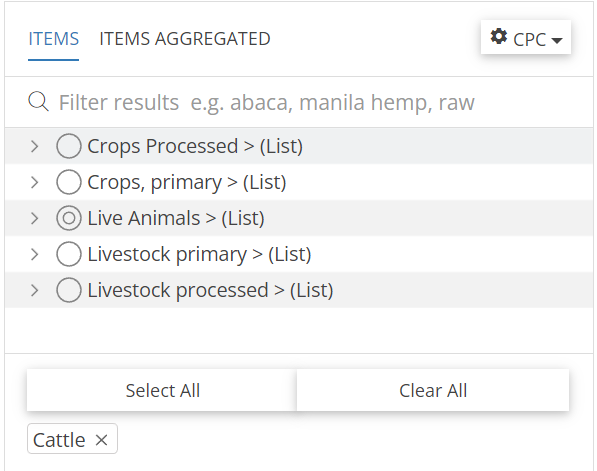 ITEMS ITEMS AGGREGATED CPC
Filter results e.g. abaca, manila hemp, raw
Crops Processed > (List)
Crops, primary > (List)
Live Animals > (List)
Livestock primary > (List)
Livestock processed > (List)
Select All Clear All
Cattle ×